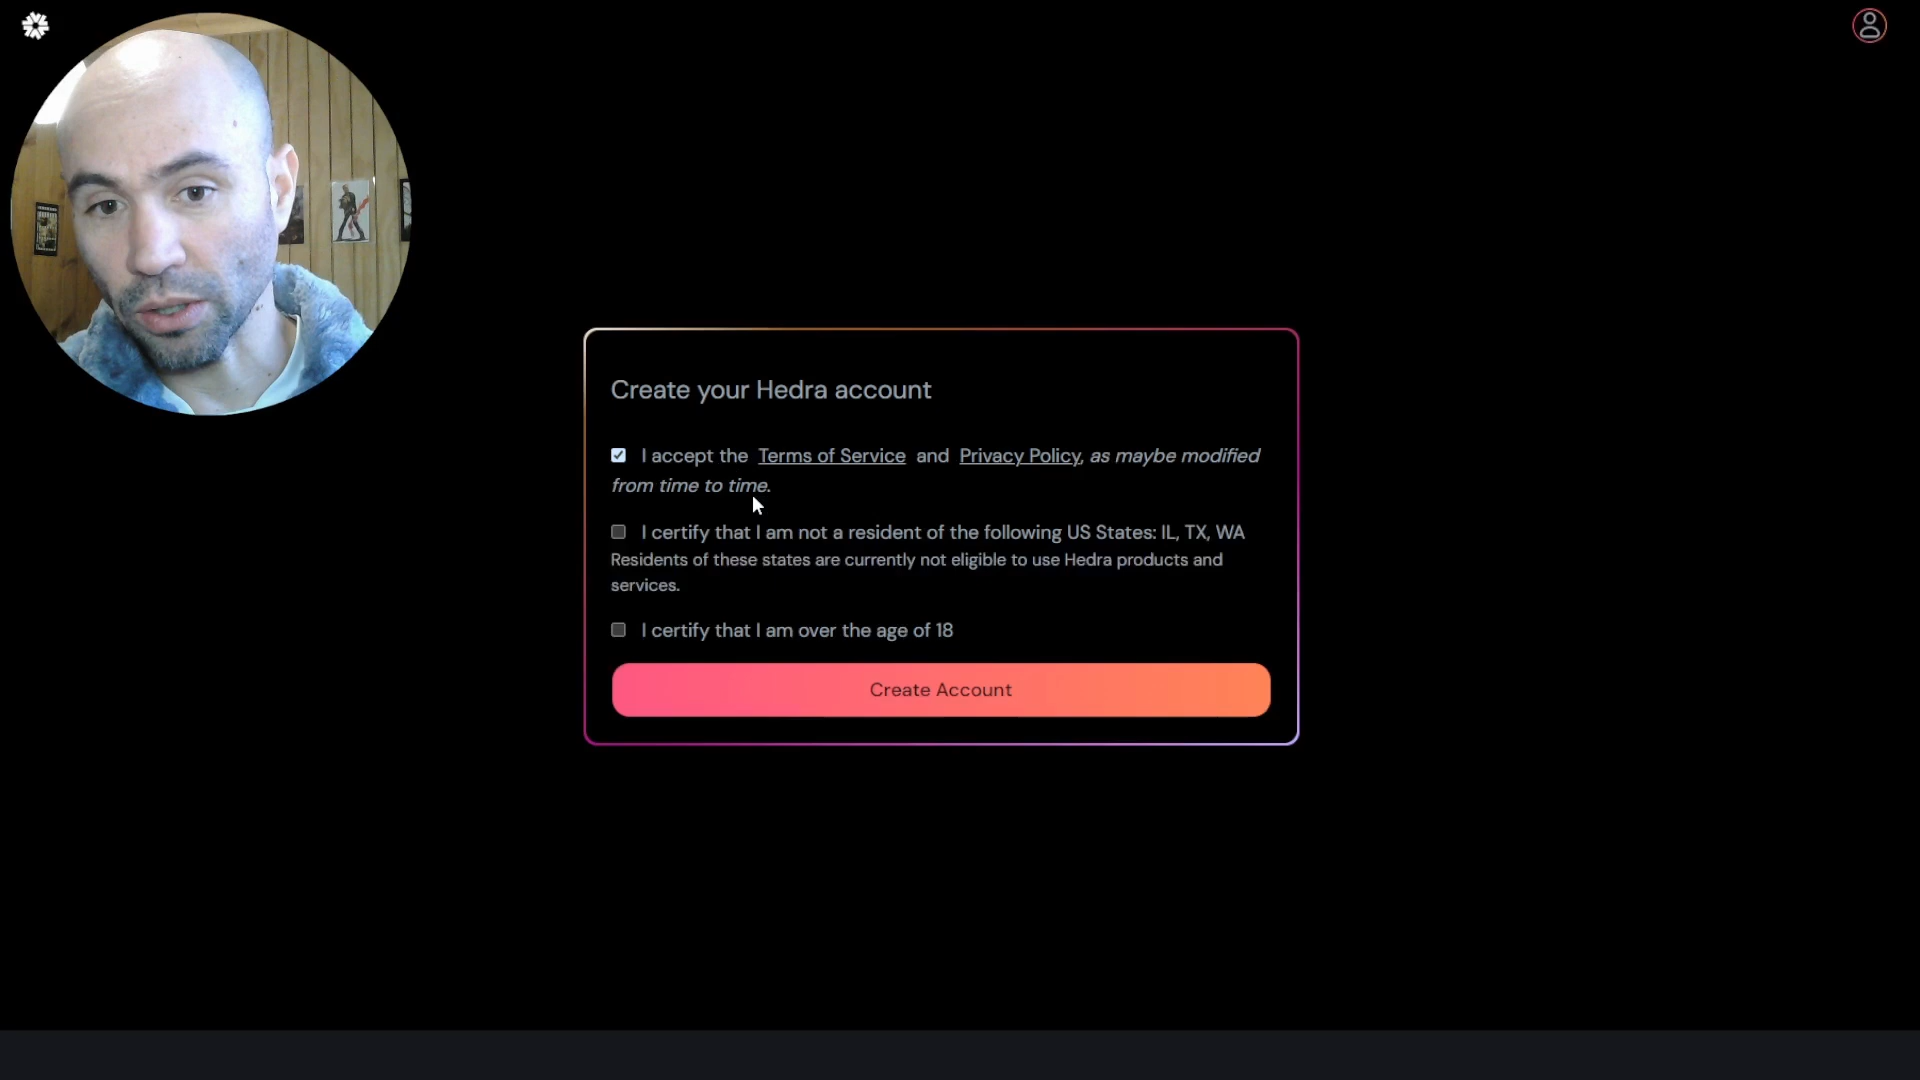 Create your Hedra account
I accept the Terms of Service and Privacy Policy, as maybe modified
from time to time.
I certify that I am not a resident of the following US States: IL, TX, WA
Residents of these states are currently not eligible to use Hedra products and
services.
I certify that I am over the age of 18
Create Account